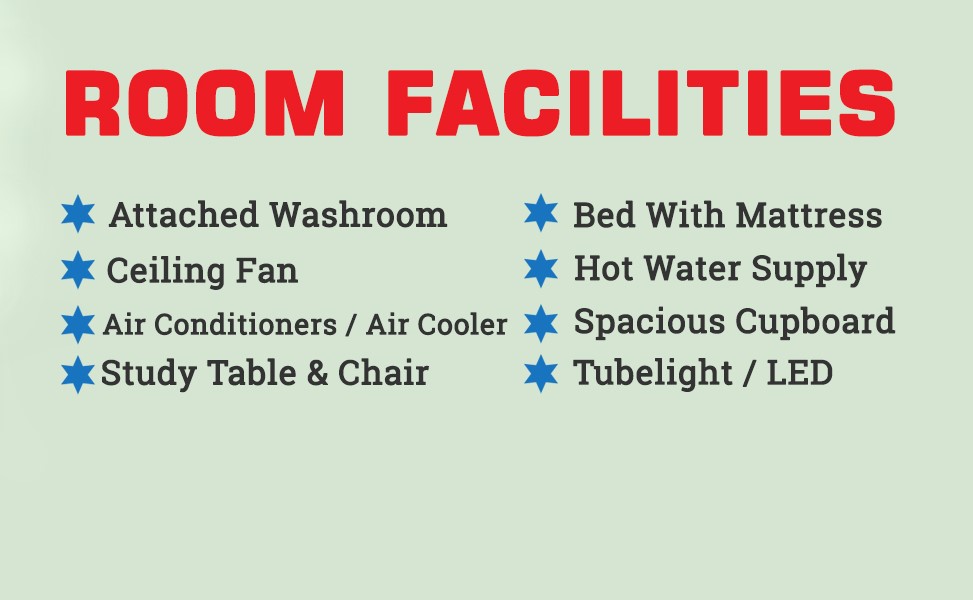 ROOM FACILITIES
Attached Washroom
Ceiling Fan
Air Conditioners / Air Cooler
Study Table & Chair
Bed With Mattress
Hot Water Supply
Spacious Cupboard
Tubelight / LED